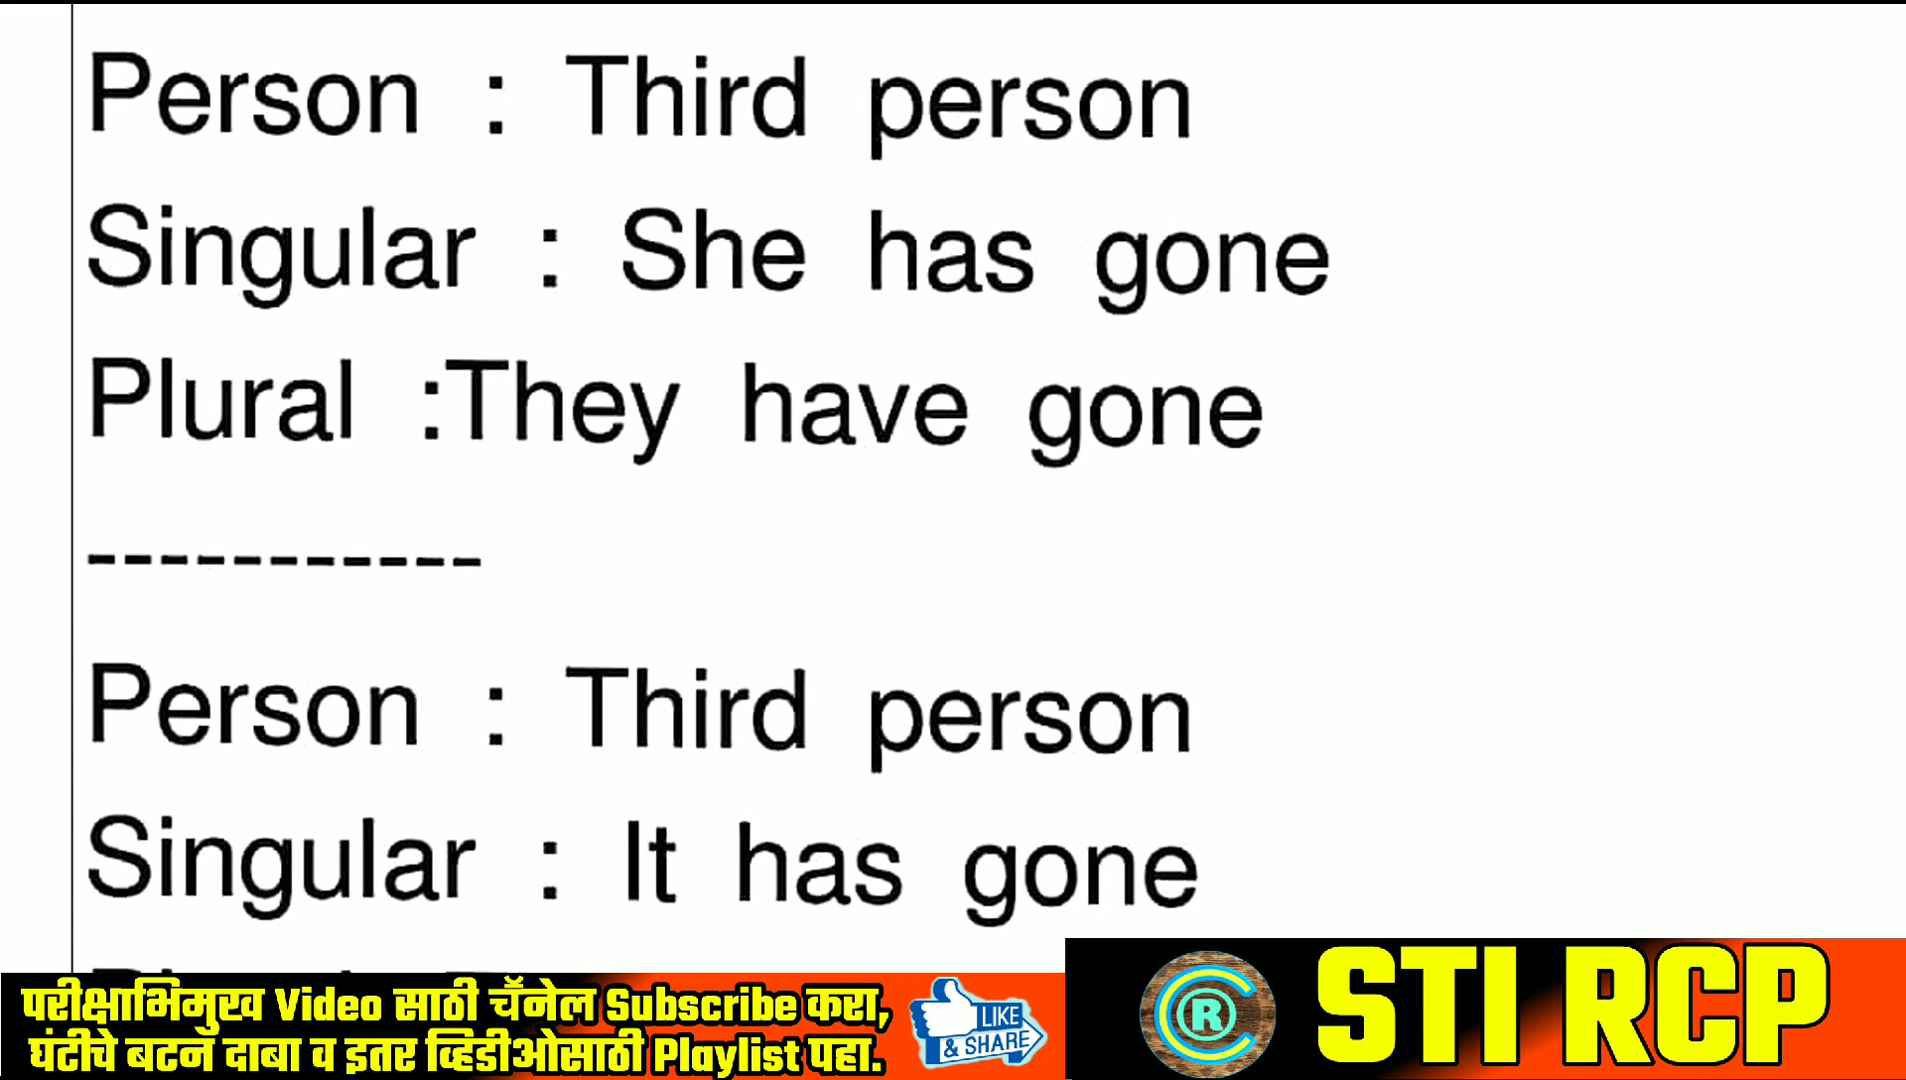 Person : Third person
Singular : She has gone
Plural :They have gone
-----------
Person : Third person
Singular : It has gone
परीक्षाभिमुख Video साठी चॅनेल Subscribe करा,
घंटीचे बटन दाबा व इतर व्हिडीओसाठी Playlist पहा.
LIKE
& SHARE
C
R
STI RCP